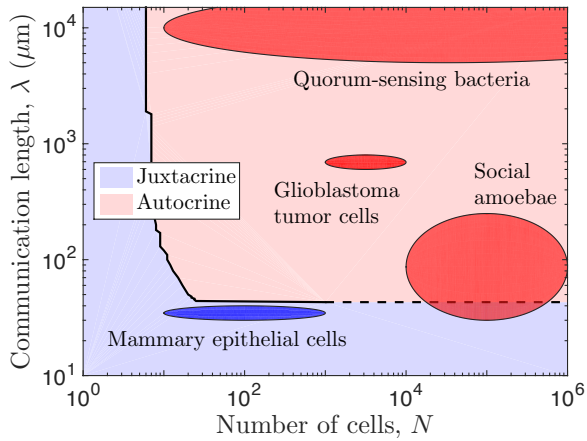 10^4
10^3
10^2
10^1
Communication length, λ (μm)
Quorum-sensing bacteria
Juxtacrine
Autocrine
Glioblastoma
tumor cells
Social
amoebae
Mammary epithelial cells
10^0
10^2
10^4
10^6
Number of cells, N